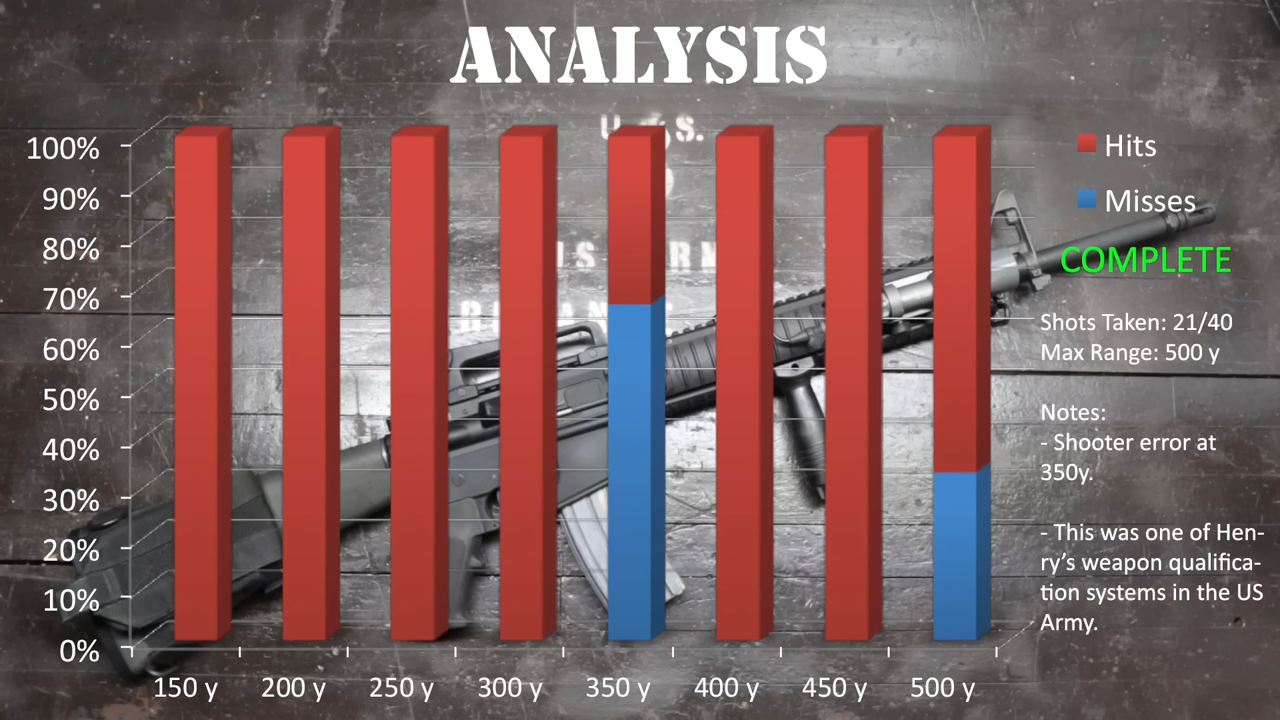 ANALYSIS
U.S.
100%
90%
80%
70%
60%
50%
40%
30%
20%
10%
0%
150 y
200 y
250 y
300 y
350 y
400 y
450 y
500 y
Hits
Misses
COMPLETE
Shots Taken: 21/40
Max Range: 500 y
Notes:
- Shooter error at
350y.
- This was one of Hen-
ry’s weapon qualifica-
tion systems in the US
Army.